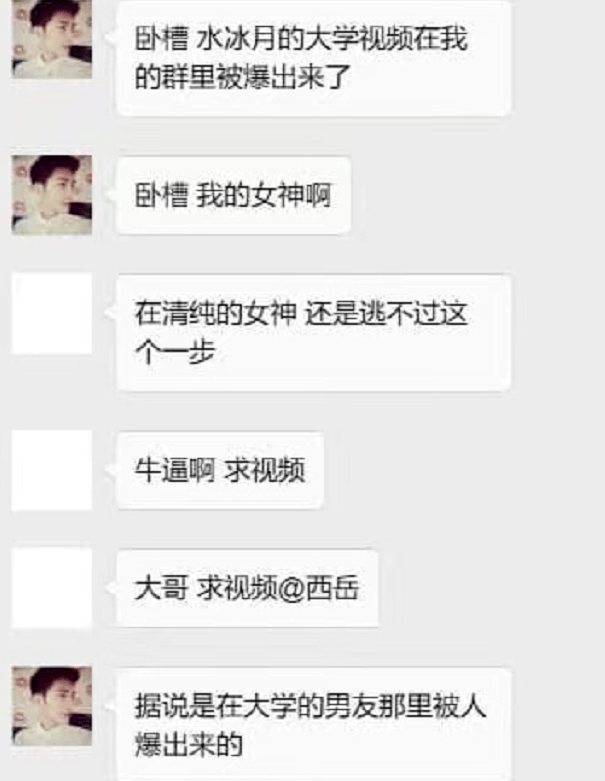 卧槽 水冰月的大学视频在我
的群里被爆出来了
卧槽 我的女神啊
在清纯的女神 还是逃不过这
个一步
牛逼啊 求视频
大哥 求视频@西岳
据说是在大学的男友那里被人
爆出来的